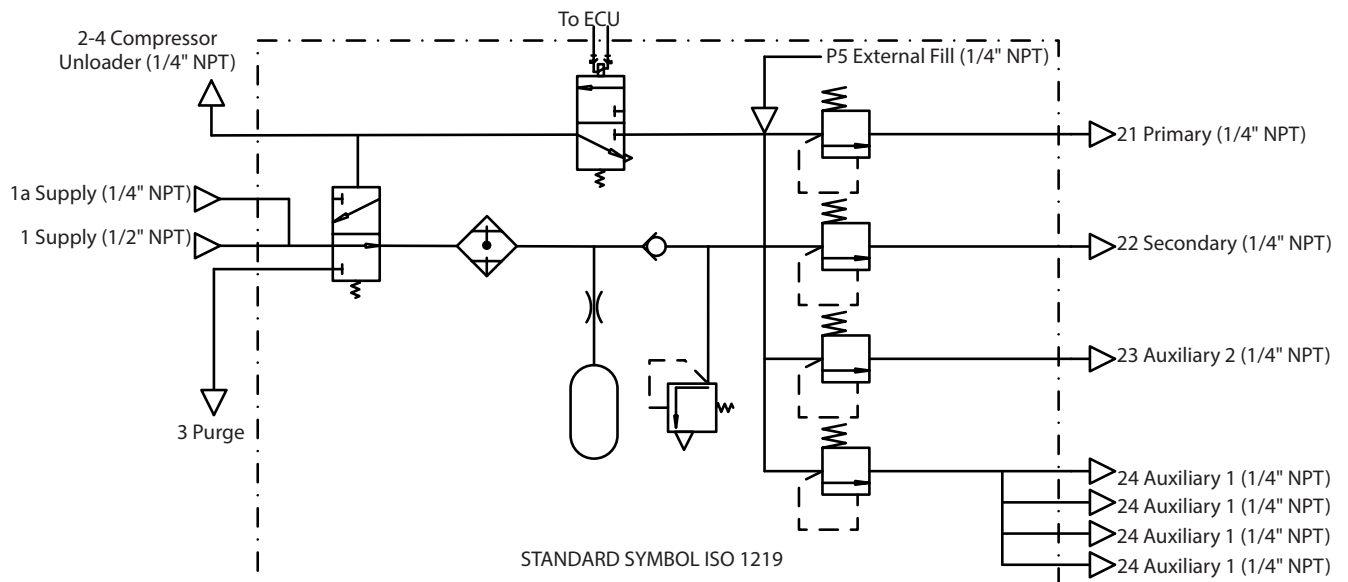 To ECU
2-4 Compressor
Unloader (1/4" NPT)
P5 External Fill (1/4" NPT)
21 Primary (1/4" NPT)
1a Supply (1/4" NPT)
1 Supply (1/2" NPT)
22 Secondary (1/4" NPT)
23 Auxiliary 2 (1/4" NPT)
3 Purge
24 Auxiliary 1 (1/4" NPT)
24 Auxiliary 1 (1/4" NPT)
24 Auxiliary 1 (1/4" NPT)
24 Auxiliary 1 (1/4" NPT)
STANDARD SYMBOL ISO 1219